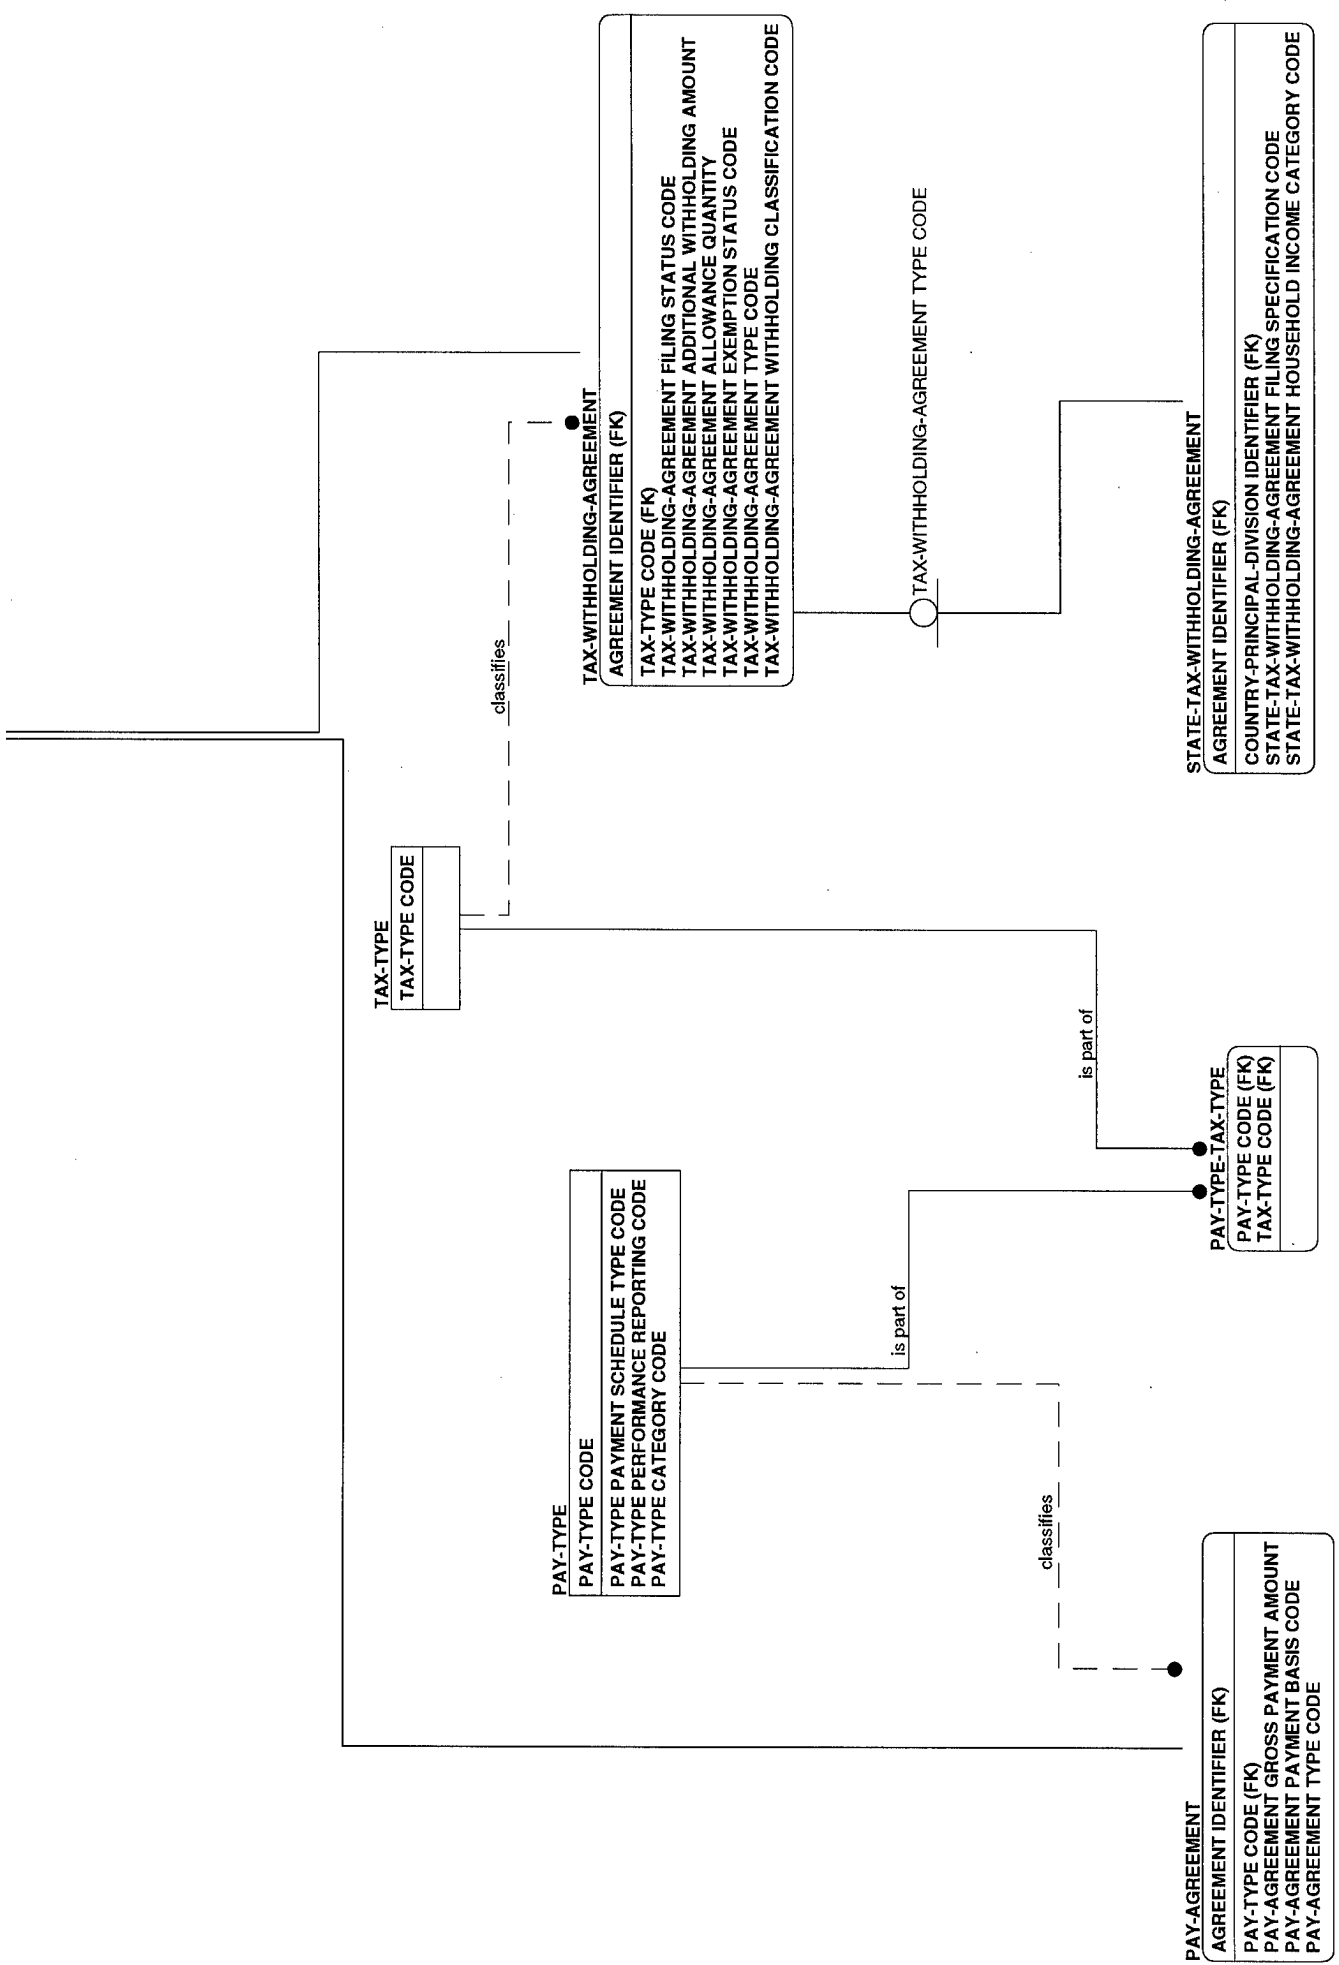 TAX-TYPE
TAX-TYPE CODE
classifies
PAY-TYPE
PAY-TYPE CODE
PAY-TYPE PAYMENT SCHEDULE TYPE CODE
PAY-TYPE PERFORMANCE REPORTING CODE
PAY-TYPE CATEGORY CODE
TAX-WITHHOLDING-AGREEMENT
AGREEMENT IDENTIFIER (FK)
TAX-TYPE CODE (FK)
TAX-WITHHOLDING-AGREEMENT FILING STATUS CODE
TAX-WITHHOLDING-AGREEMENT ADDITIONAL WITHHOLDING AMOUNT
TAX-WITHHOLDING-AGREEMENT ALLOWANCE QUANTITY
TAX-WITHHOLDING-AGREEMENT EXEMPTION STATUS CODE
TAX-WITHHOLDING-AGREEMENT TYPE CODE
TAX-WITHHOLDING-AGREEMENT WITHHOLDING CLASSIFICATION CODE
is part of
TAX-WITHHOLDING-AGREEMENT TYPE CODE
classifies
is part of
PAY-AGREEMENT
AGREEMENT IDENTIFIER (FK)
PAY-TYPE CODE (FK)
PAY-AGREEMENT GROSS PAYMENT AMOUNT
PAY-AGREEMENT PAYMENT BASIS CODE
PAY-AGREEMENT TYPE CODE
PAY-TYPE-TAX-TYPE
PAY-TYPE CODE (FK)
TAX-TYPE CODE (FK)
STATE-TAX-WITHHOLDING-AGREEMENT
AGREEMENT IDENTIFIER (FK)
COUNTRY-PRINCIPAL-DIVISION IDENTIFIER (FK)
STATE-TAX-WITHHOLDING-AGREEMENT FILING SPECIFICATION CODE
STATE-TAX-WITHHOLDING-AGREEMENT HOUSEHOLD INCOME CATEGORY CODE